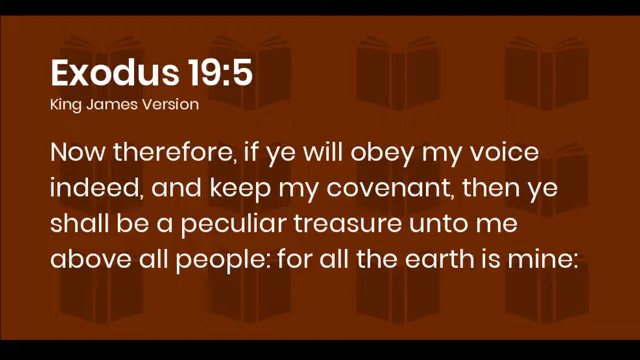 Exodus 19:5
King James Version
Now therefore, if ye will obey my voice
indeed, and keep my covenant, then ye
shall be a peculiar treasure unto me
above all people: for all the earth is mine: